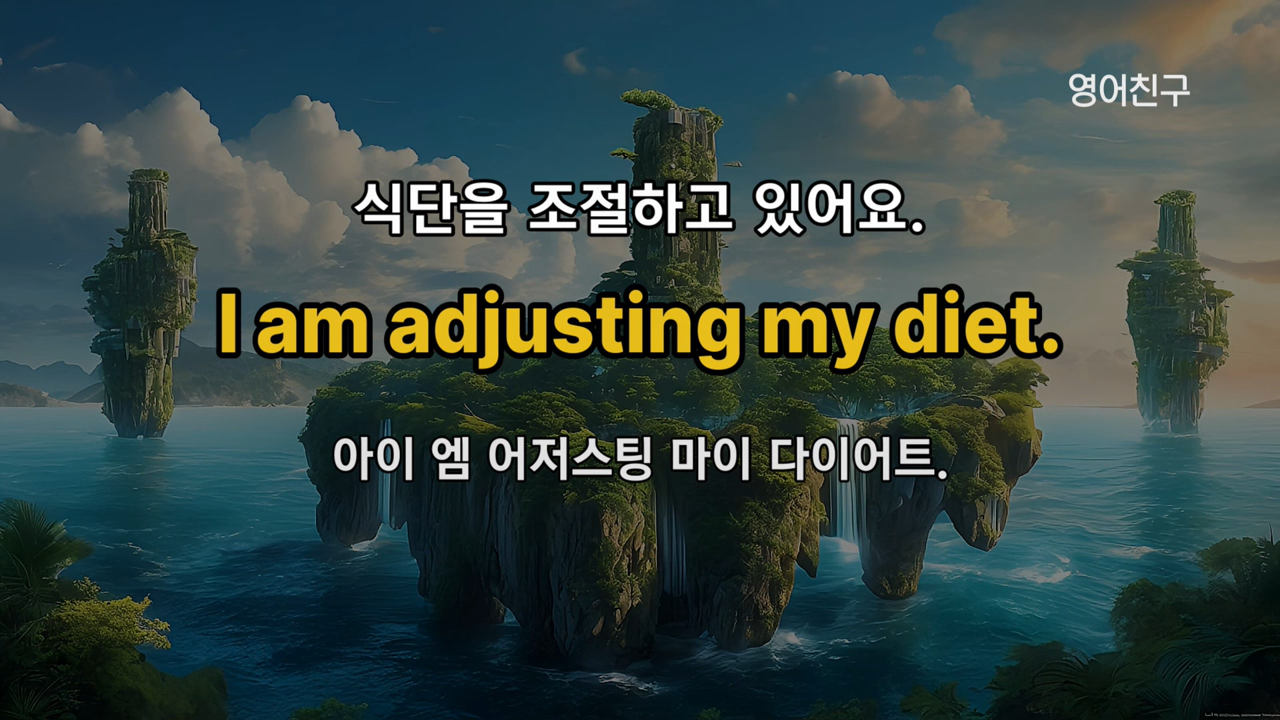 영어친구
식단을 조절하고 있어요.
I am adjusting my diet.
아이 엠 어저스팅 마이 다이어트.